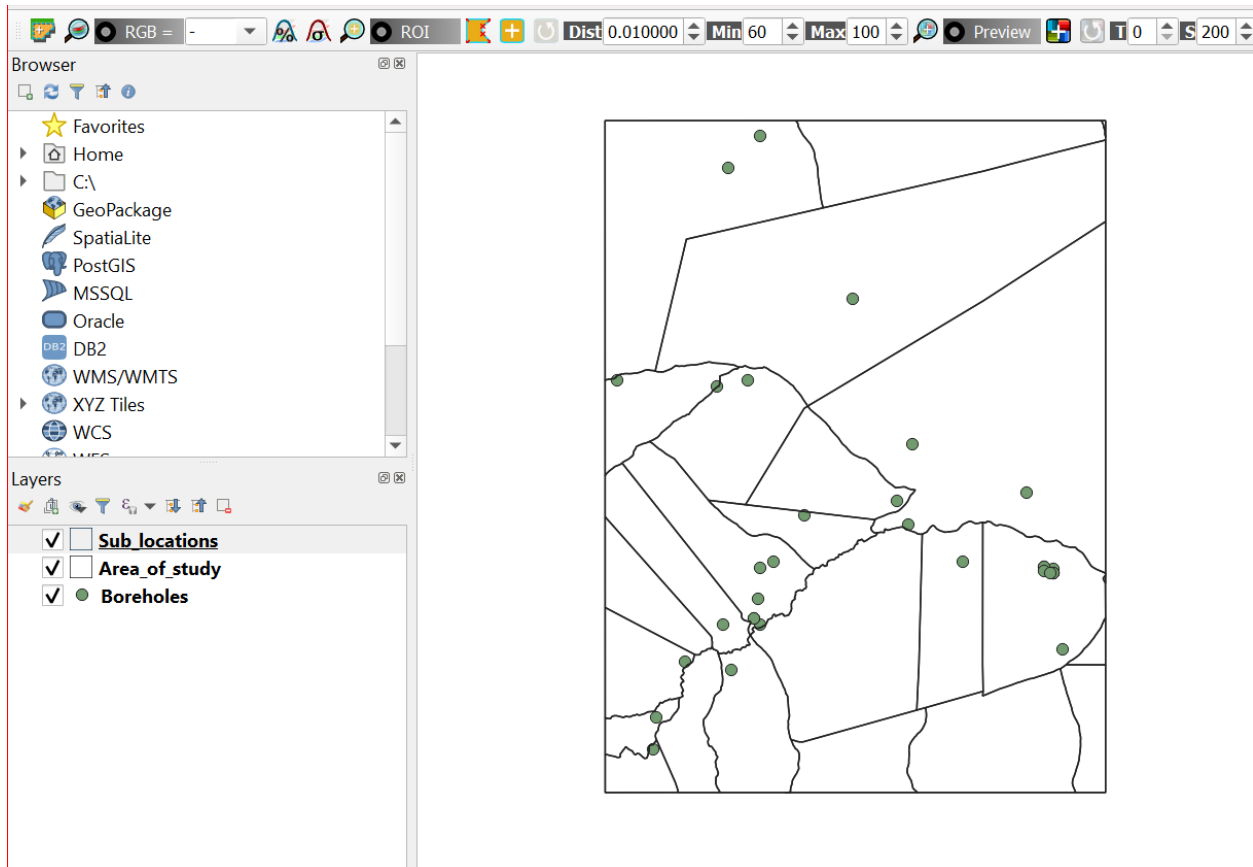 RGB = - ROI Dist 0.010000 Min 60 Max 100 Preview T 0 S 200
Browser
Favorites
Home
C:\
GeoPackage
SpatiaLite
PostGIS
MSSQL
Oracle
DB2 DB2
WMS/WMTS
XYZ Tiles
WCS
Layers
Sub_locations
Area_of_study
Boreholes